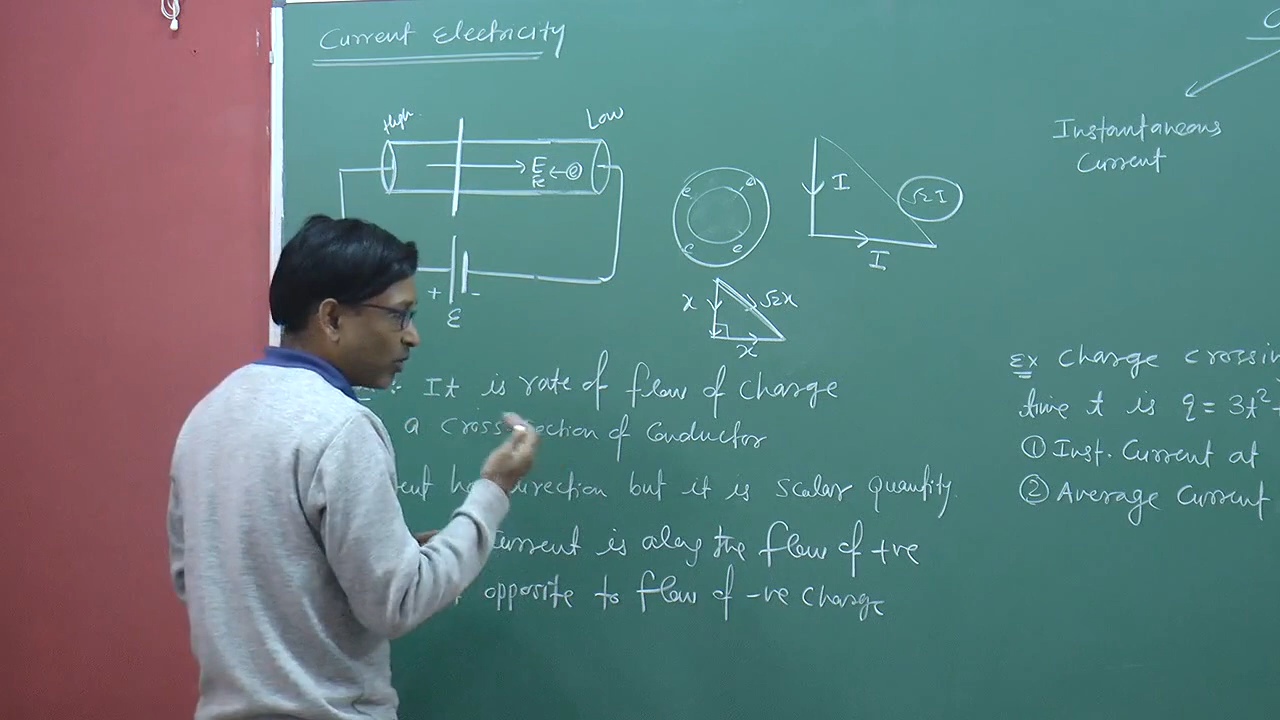 Current Electricity
High
Low
E
e
+
-
ε
e e
e e
I
√2 I
I
x
√2x
x
Instantaneous
Current
: It is rate of flow of charge
a cross-section of Conductor
direction but it is scalar Quantity.
Current is along the flow of +ve
opposite to flow of -ve charge
Ex Charge
time t is q = 3t²
① Inst. Current at
② Average Current